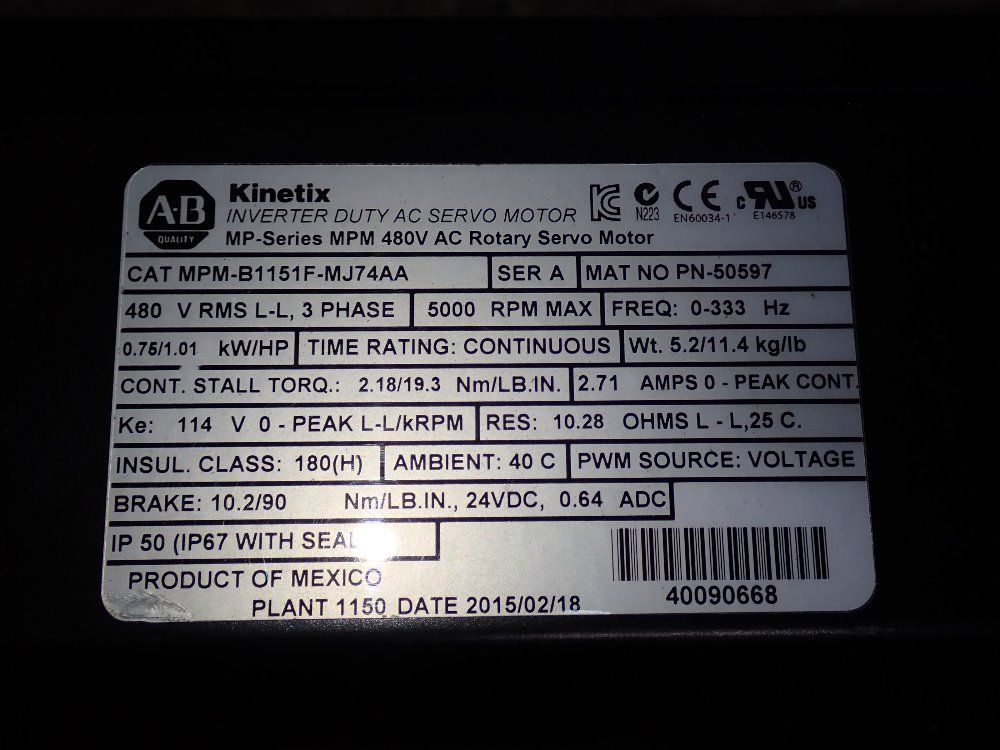 A-B
QUALITY
Kinetix
INVERTER DUTY AC SERVO MOTOR
MP-Series MPM 480V AC Rotary Servo Motor
N223
CE
EN60034-1
c RU ® US
E146578
CAT MPM-B1151F-MJ74AA SER A MAT NO PN-50597
480 V RMS L-L, 3 PHASE 5000 RPM MAX FREQ: 0-333 Hz
0.75/1.01 kW/HP TIME RATING: CONTINUOUS Wt. 5.2/11.4 kg/lb
CONT. STALL TORQ.: 2.18/19.3 Nm/LB.IN. 2.71 AMPS 0 - PEAK CONT.
Ke: 114 V 0 - PEAK L-L/kRPM RES: 10.28 OHMS L - L,25 C.
INSUL. CLASS: 180(H) AMBIENT: 40 C PWM SOURCE: VOLTAGE
BRAKE: 10.2/90 Nm/LB.IN., 24VDC, 0.64 ADC
IP 50 (IP67 WITH SEAL
PRODUCT OF MEXICO
PLANT 1150 DATE 2015/02/18
40090668